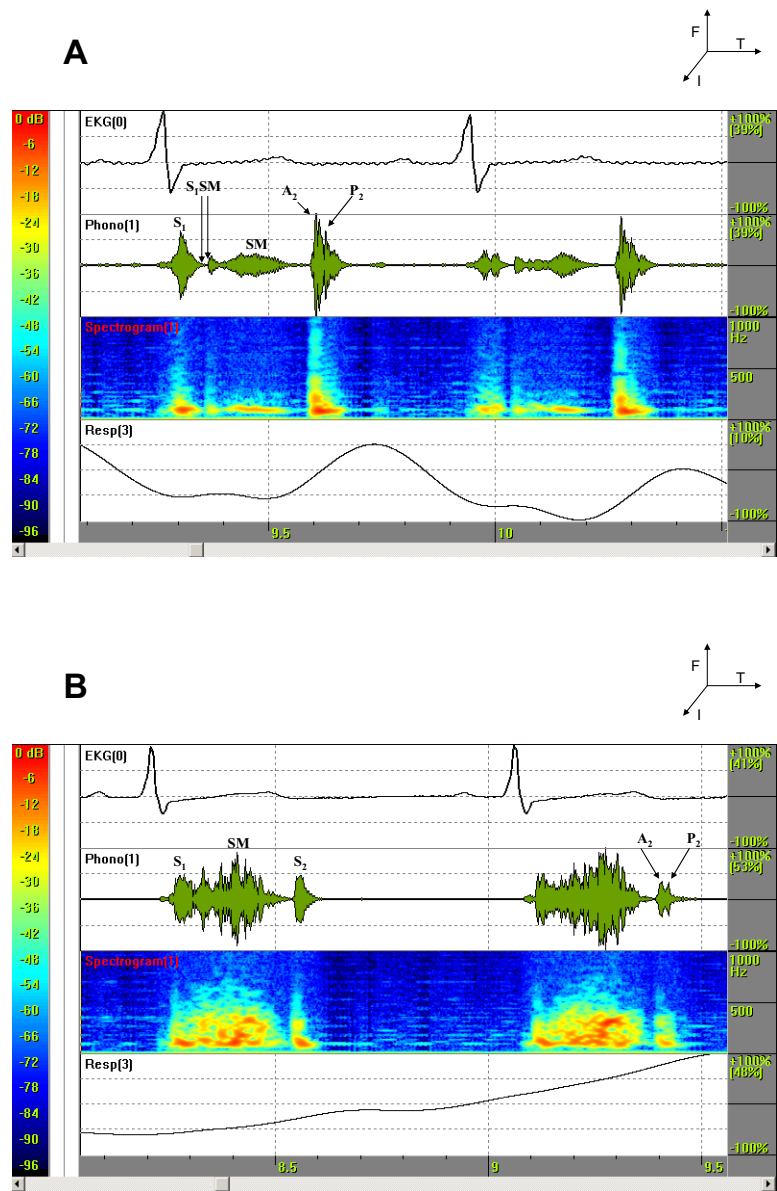 A
F
T
I
0 dB
-6
-12
-18
-24
-30
-36
-42
-48
-54
-60
-66
-72
-78
-84
-90
-96
EKG(0)
+100%
(39%)
-100%
Phono(1)
S1
S1SM
SM
A2
P2
+100%
(39%)
-100%
Spectrogram(1)
1000
Hz
500
Resp(3)
+100%
(10%)
-100%
9.5
10
B
F
T
I
0 dB
-6
-12
-18
-24
-30
-36
-42
-48
-54
-60
-66
-72
-78
-84
-90
-96
EKG(0)
+100%
(41%)
-100%
Phono(1)
S1
SM
S2
A2
P2
+100%
(53%)
-100%
Spectrogram(1)
1000
Hz
500
Resp(3)
+100%
(48%)
-100%
8.5
9
9.5